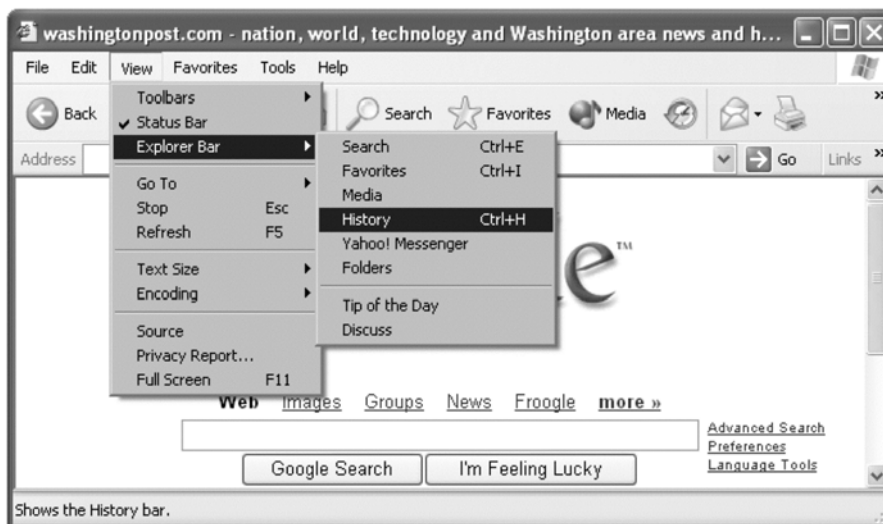 washingtonpost.com - nation, world, technology and Washington area news and h...
File Edit View Favorites Tools Help
Back Search Favorites Media
Address Go Links »
Toolbars
Status Bar
Explorer Bar
Go To
Stop Esc
Refresh F5
Text Size
Encoding
Source
Privacy Report...
Full Screen F11
Search Ctrl+E
Favorites Ctrl+I
Media
History Ctrl+H
Yahoo! Messenger
Folders
Tip of the Day
Discuss
le™
Web Images Groups News Froogle more »
Advanced Search
Preferences
Language Tools
Google Search I'm Feeling Lucky
Shows the History bar.